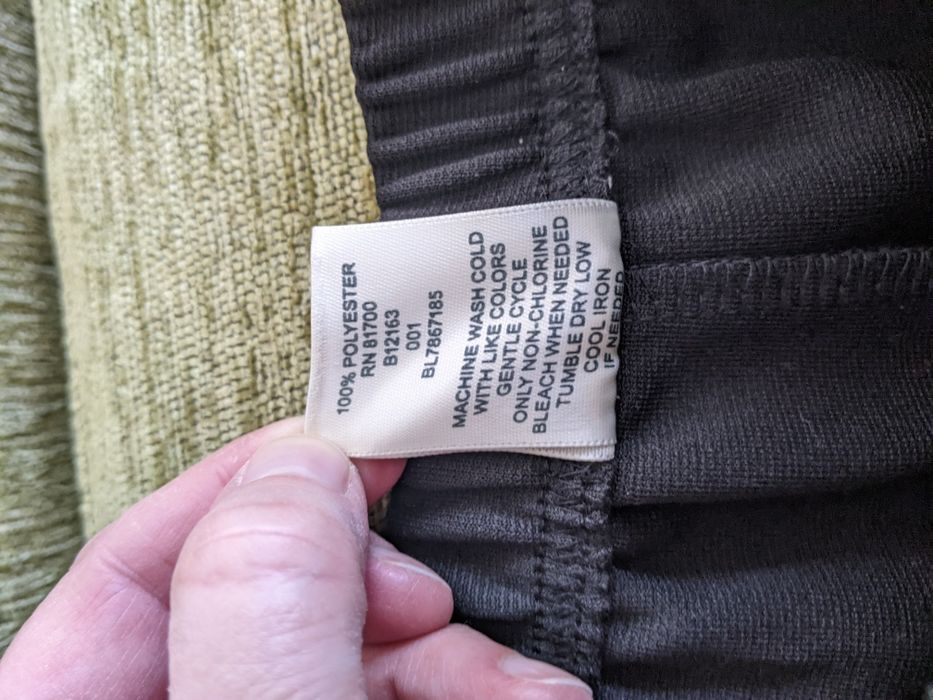 100% POLYESTER
RN 81700
B12163
001
BL7867185
MACHINE WASH COLD
WITH LIKE COLORS
GENTLE CYCLE
ONLY NON-CHLORINE
BLEACH WHEN NEEDED
TUMBLE DRY LOW
COOL IRON
IF NEEDED